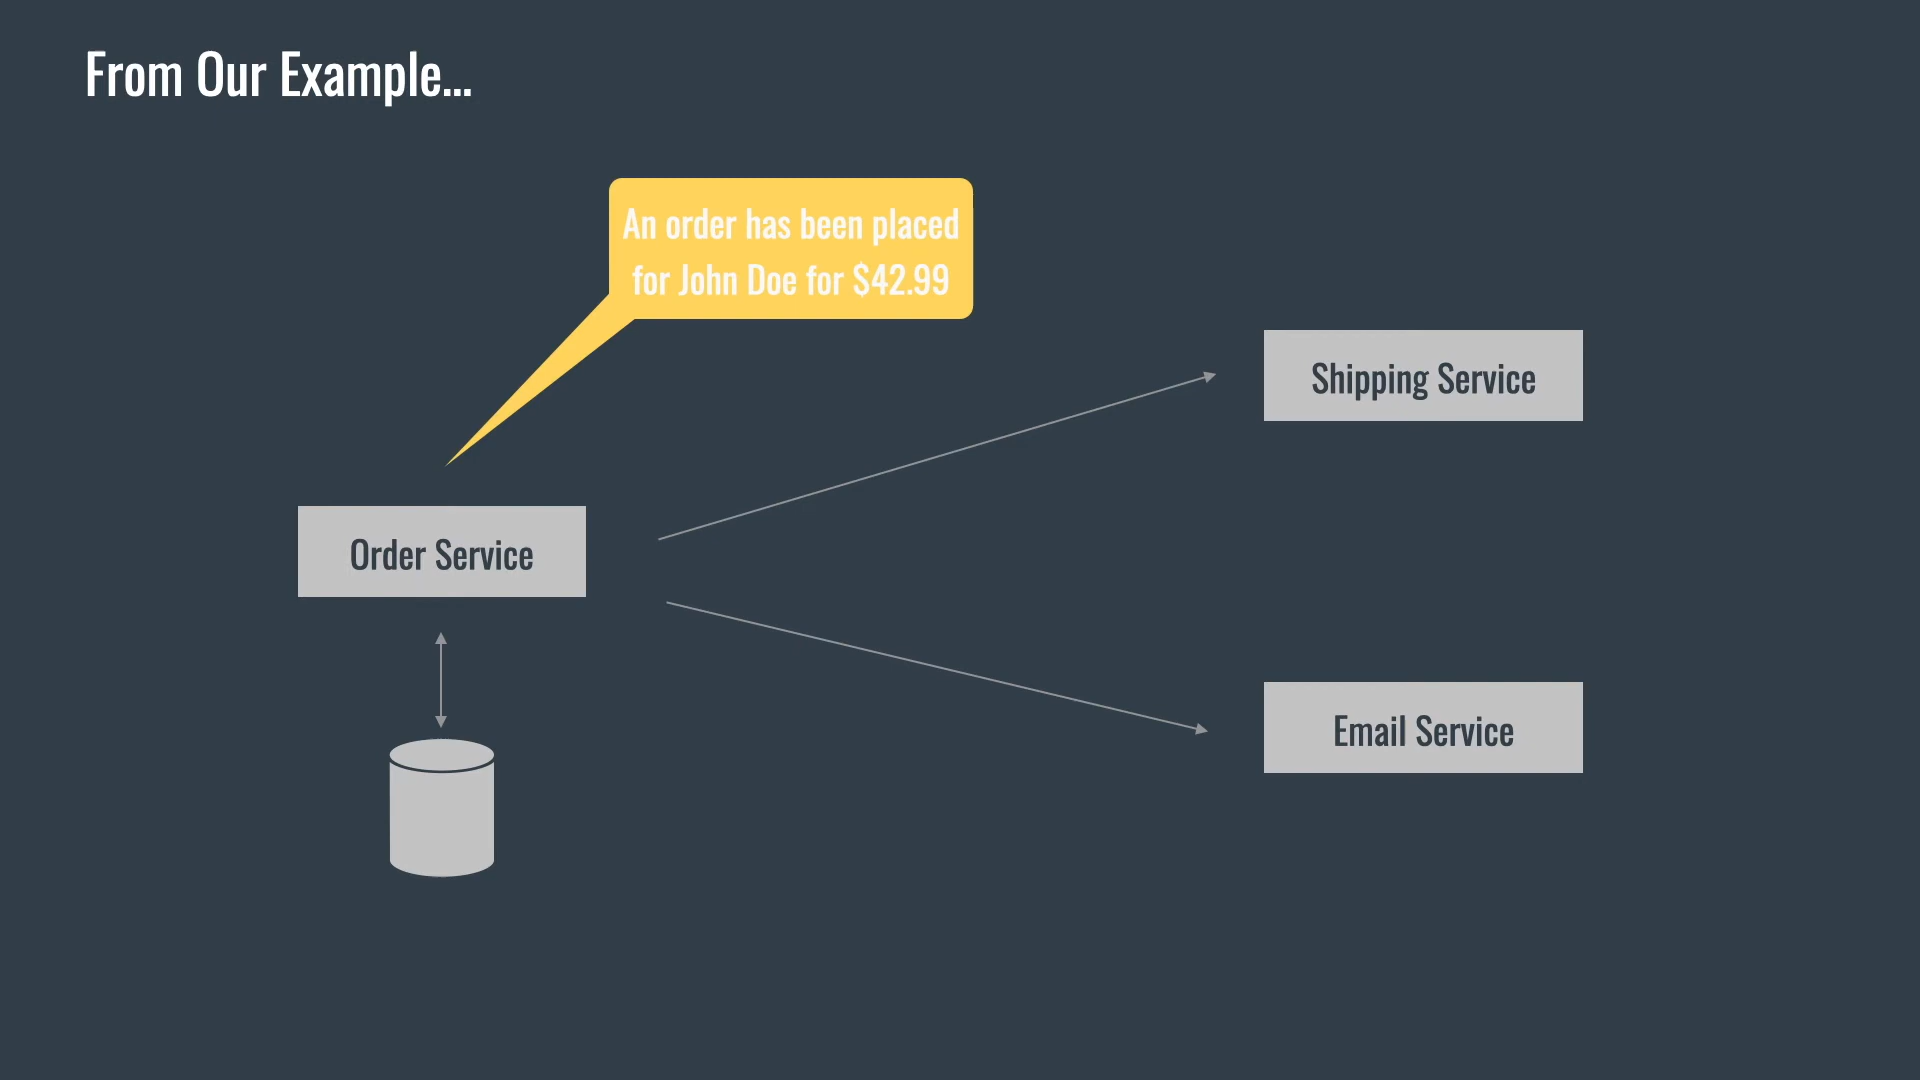 From Our Example...
An order has been placed
for John Doe for $42.99
Shipping Service
Order Service
Email Service